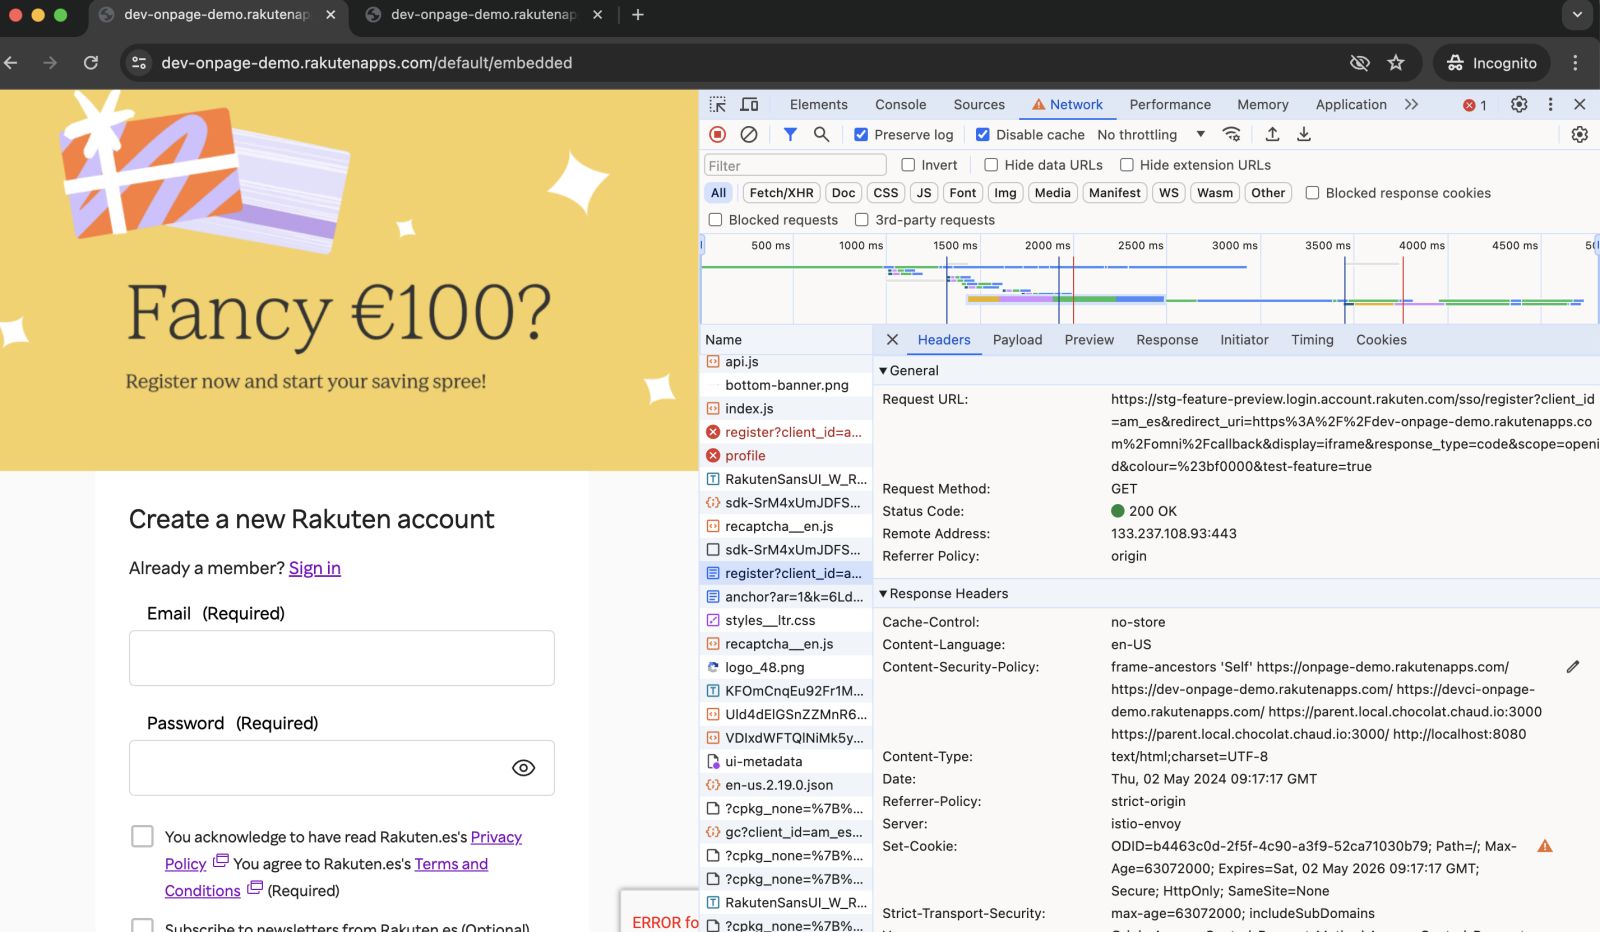 dev-onpage-demo.rakutenap
dev-onpage-demo.rakutenap
dev-onpage-demo.rakutenapps.com/default/embedded
Incognito
Fancy €100?
Register now and start your saving spree!
Create a new Rakuten account
Already a member? Sign in
Email (Required)
Password (Required)
You acknowledge to have read Rakuten.es's Privacy
Policy You agree to Rakuten.es's Terms and
Conditions (Required)
Subscribe to newsletters from Rakuten.es (Optional)
ERROR fo
Elements Console Sources Network Performance Memory Application 1
Preserve log Disable cache No throttling
Filter Invert Hide data URLs Hide extension URLs
All Fetch/XHR Doc CSS JS Font Img Media Manifest WS Wasm Other Blocked response cookies
Blocked requests 3rd-party requests
500 ms 1000 ms 1500 ms 2000 ms 2500 ms 3000 ms 3500 ms 4000 ms 4500 ms
Name
api.js
bottom-banner.png
index.js
register?client_id=a...
profile
RakutenSansUI_W_R...
sdk-SrM4xUmJDFS...
recaptcha__en.js
sdk-SrM4xUmJDFS...
register?client_id=a...
anchor?ar=1&k=6Ld...
styles__ltr.css
recaptcha__en.js
logo_48.png
KFOmCnqEu92Fr1M...
UId4dElGSnZZMnR6...
VDIxdWFTQlNiMk5y...
ui-metadata
en-us.2.19.0.json
?cpkg_none=%7B%...
gc?client_id=am_es...
?cpkg_none=%7B%...
?cpkg_none=%7B%...
RakutenSansUI_W_R...
?cpkg_none=%7B%...
Headers Payload Preview Response Initiator Timing Cookies
General
Request URL: https://stg-feature-preview.login.account.rakuten.com/sso/register?client_id
=am_es&redirect_uri=https%3A%2F%2Fdev-onpage-demo.rakutenapps.co
m%2Fomni%2Fcallback&display=iframe&response_type=code&scope=openi
d&colour=%23bf0000&test-feature=true
Request Method: GET
Status Code: 200 OK
Remote Address: 133.237.108.93:443
Referrer Policy: origin
Response Headers
Cache-Control: no-store
Content-Language: en-US
Content-Security-Policy: frame-ancestors 'Self' https://onpage-demo.rakutenapps.com/
https://dev-onpage-demo.rakutenapps.com/ https://devci-onpage-
demo.rakutenapps.com/ https://parent.local.chocolat.chaud.io:3000
https://parent.local.chocolat.chaud.io:3000/ http://localhost:8080
Content-Type: text/html;charset=UTF-8
Date: Thu, 02 May 2024 09:17:17 GMT
Referrer-Policy: strict-origin
Server: istio-envoy
Set-Cookie: ODID=b4463c0d-2f5f-4c90-a3f9-52ca71030b79; Path=/; Max-
Age=63072000; Expires=Sat, 02 May 2026 09:17:17 GMT;
Secure; HttpOnly; SameSite=None
Strict-Transport-Security: max-age=63072000; includeSubDomains